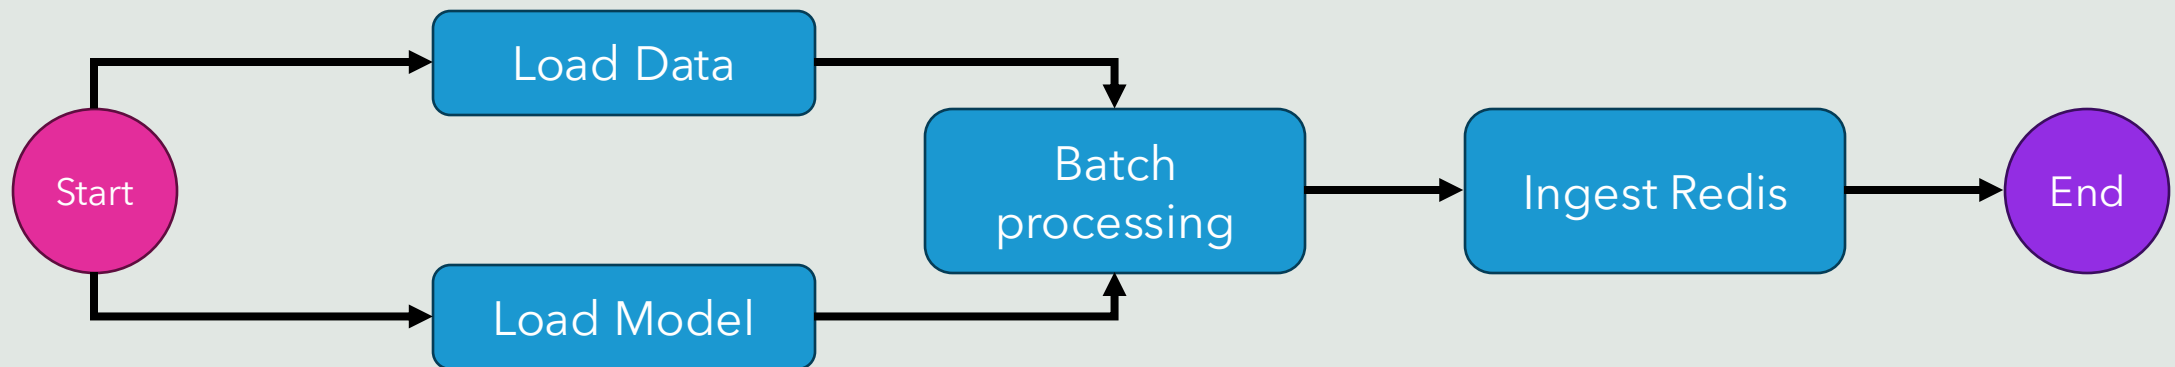 Load Data
Start
Batch
processing
Ingest Redis
End
Load Model